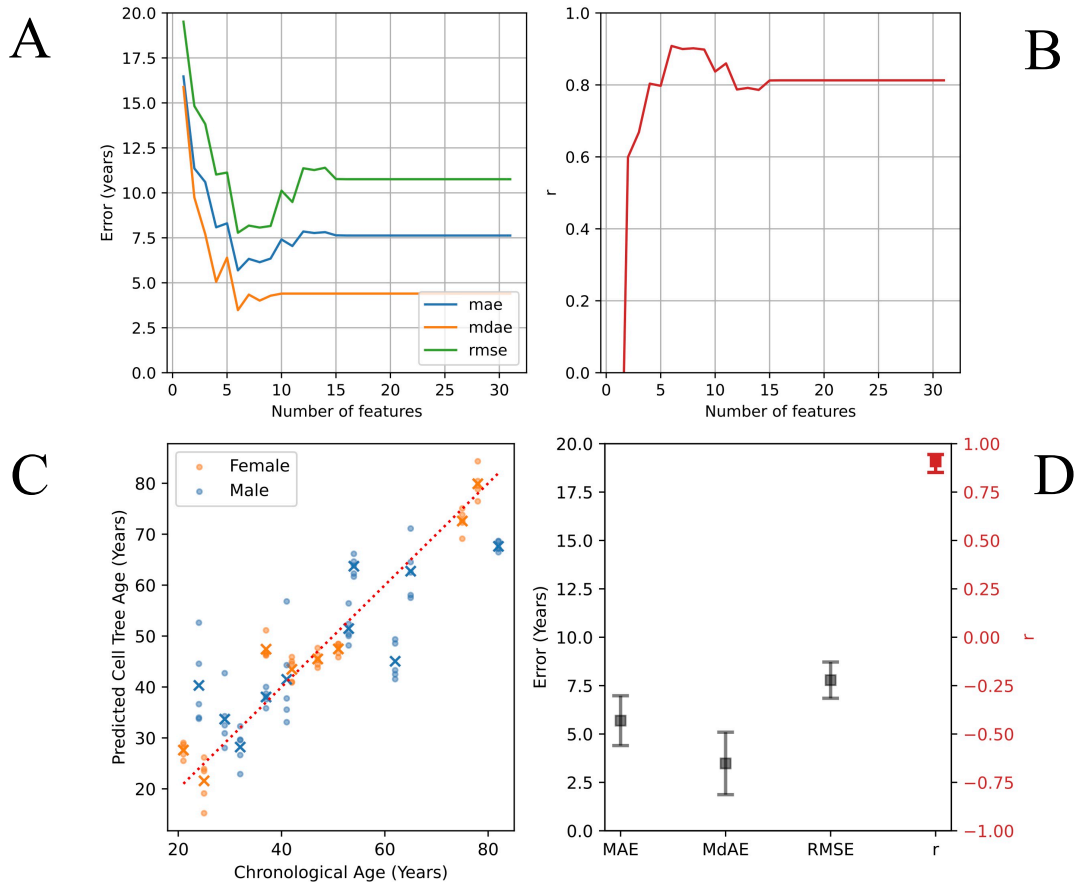 A
20.0
17.5
15.0
12.5
10.0
7.5
5.0
2.5
0.0
Error (years)
0 5 10 15 20 25 30
Number of features
mae
mdae
rmse
B
1.0
0.8
0.6
0.4
0.2
0.0
r
0 5 10 15 20 25 30
Number of features
C
80
70
60
50
40
30
20
Predicted Cell Tree Age (Years)
20 40 60 80
Chronological Age (Years)
Female
Male
D
20.0
17.5
15.0
12.5
10.0
7.5
5.0
2.5
0.0
Error (Years)
MAE MdAE RMSE r
1.00
0.75
0.50
0.25
0.00
−0.25
−0.50
−0.75
−1.00
r